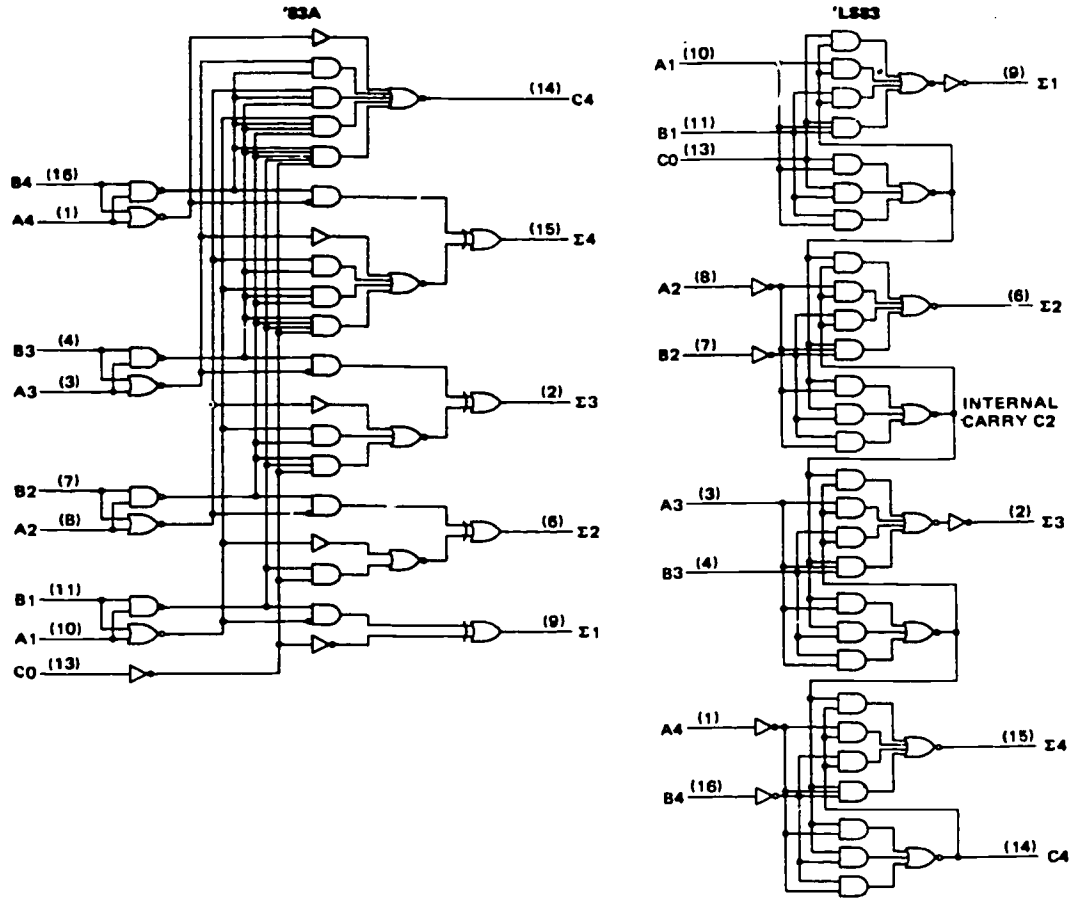 '83A
(14) C4
B4 (16)
A4 (1)
(15) Σ4
B3 (4)
A3 (3)
(2) Σ3
B2 (7)
A2 (8)
(6) Σ2
B1 (11)
A1 (10)
(9) Σ1
C0 (13)
'LS83
A1 (10)
(9) Σ1
B1 (11)
C0 (13)
A2 (8)
(6) Σ2
B2 (7)
INTERNAL
CARRY C2
A3 (3)
(2) Σ3
B3 (4)
A4 (1)
(15) Σ4
B4 (16)
(14) C4